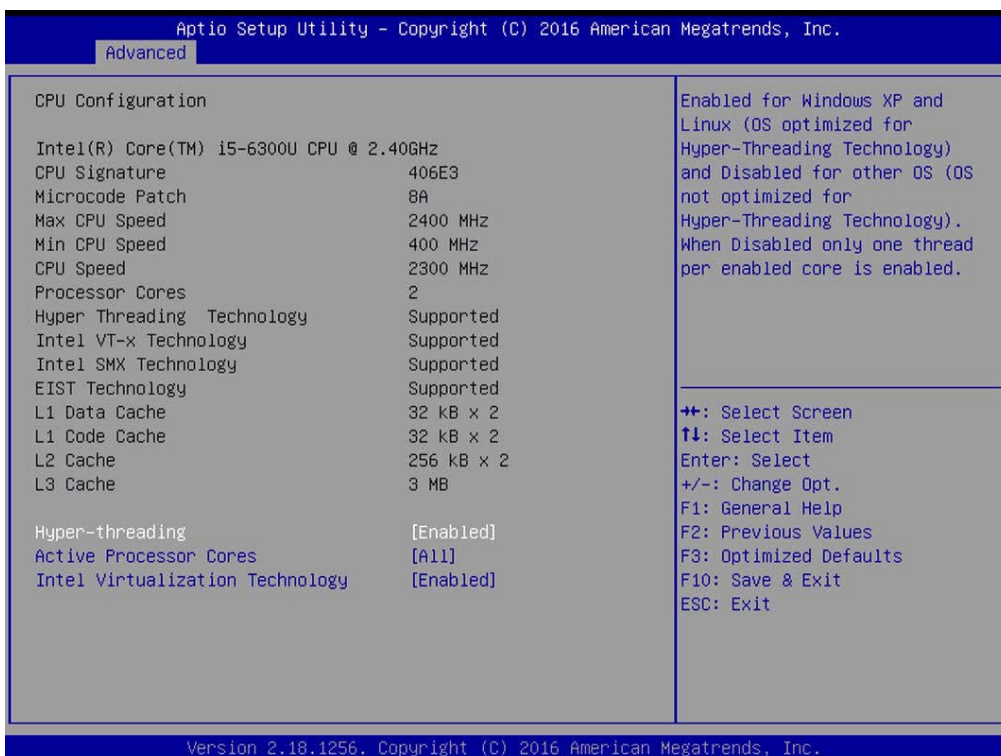 Aptio Setup Utility – Copyright (C) 2016 American Megatrends, Inc.
Advanced
CPU Configuration
Intel(R) Core(TM) i5-6300U CPU @ 2.40GHz
CPU Signature 406E3
Microcode Patch 8A
Max CPU Speed 2400 MHz
Min CPU Speed 400 MHz
CPU Speed 2300 MHz
Processor Cores 2
Hyper Threading Technology Supported
Intel VT-x Technology Supported
Intel SMX Technology Supported
EIST Technology Supported
L1 Data Cache 32 kB x 2
L1 Code Cache 32 kB x 2
L2 Cache 256 kB x 2
L3 Cache 3 MB
Hyper-threading [Enabled]
Active Processor Cores [All]
Intel Virtualization Technology [Enabled]
Enabled for Windows XP and
Linux (OS optimized for
Hyper-Threading Technology)
and Disabled for other OS (OS
not optimized for
Hyper-Threading Technology).
When Disabled only one thread
per enabled core is enabled.
→←: Select Screen
↑↓: Select Item
Enter: Select
+/-: Change Opt.
F1: General Help
F2: Previous Values
F3: Optimized Defaults
F10: Save & Exit
ESC: Exit
Version 2.18.1256. Copyright (C) 2016 American Megatrends, Inc.